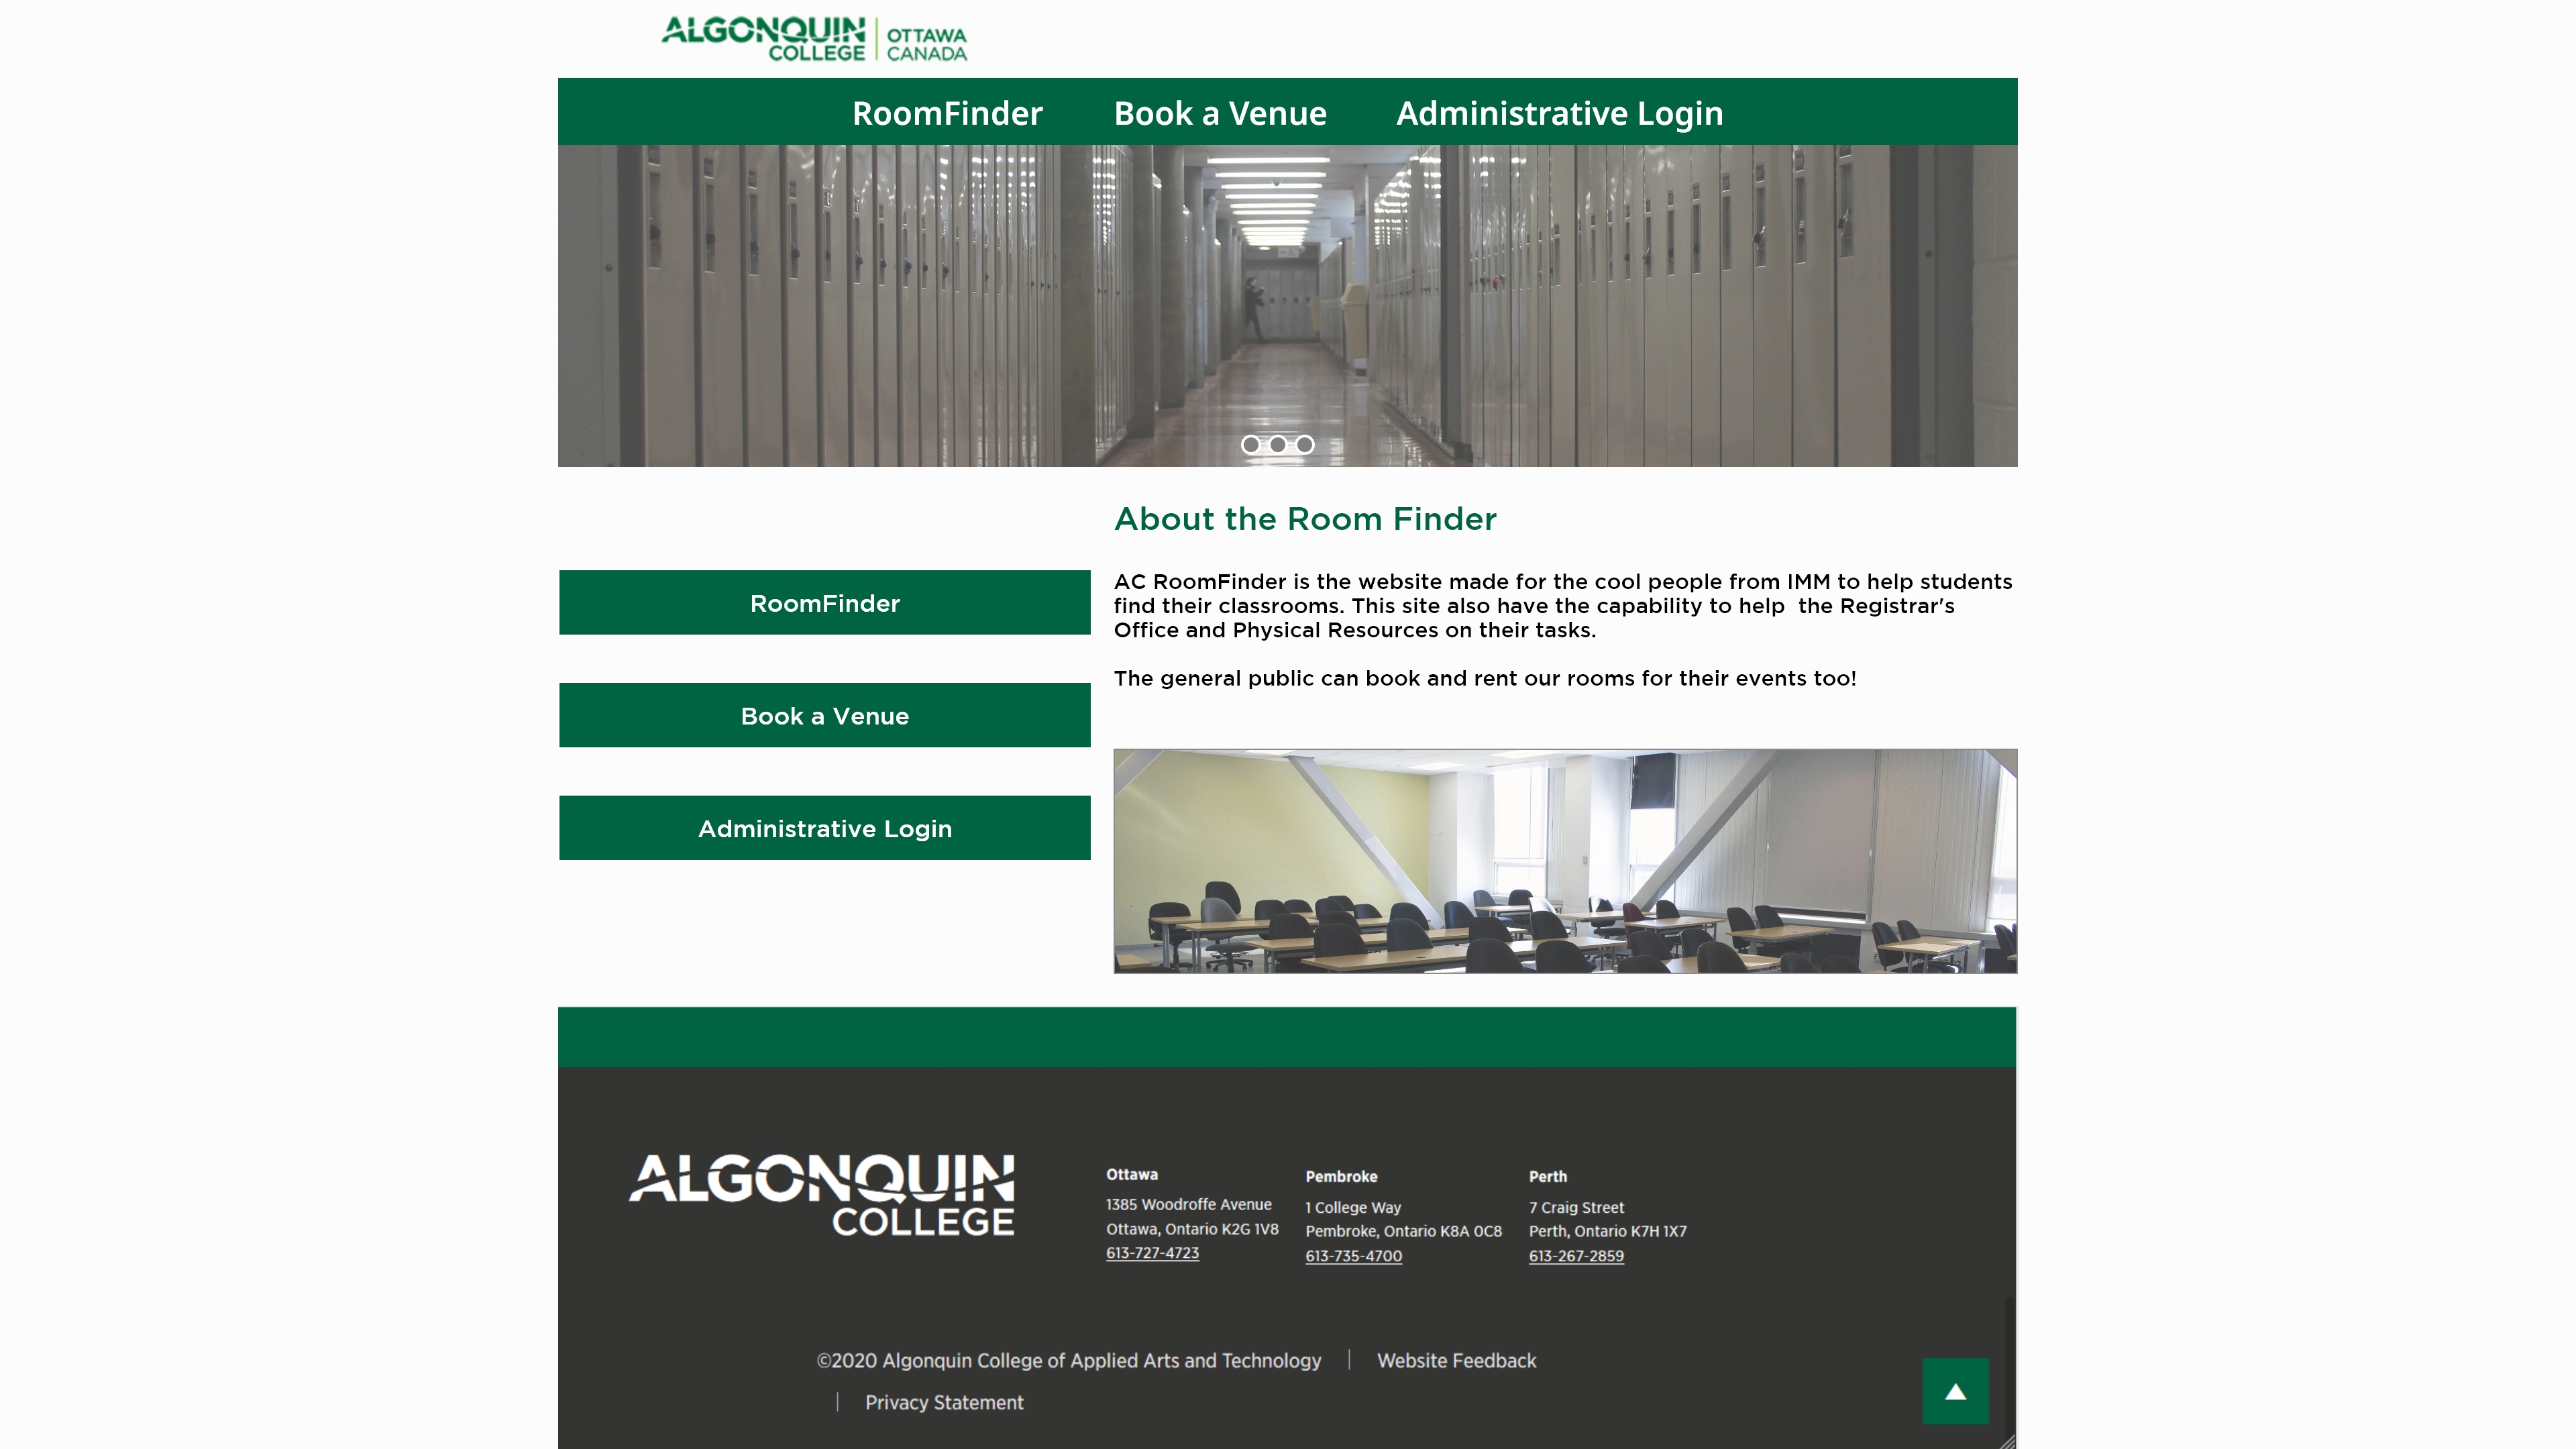 ALGONQUIN
COLLEGE
OTTAWA
CANADA
RoomFinder Book a Venue Administrative Login
About the Room Finder
AC RoomFinder is the website made for the cool people from IMM to help students
find their classrooms. This site also have the capability to help  the Registrar's
Office and Physical Resources on their tasks.
The general public can book and rent our rooms for their events too!
RoomFinder
Book a Venue
Administrative Login
ALGONQUIN
COLLEGE
Ottawa
1385 Woodroffe Avenue
Ottawa, Ontario K2G 1V8
613-727-4723
Pembroke
1 College Way
Pembroke, Ontario K8A 0C8
613-735-4700
Perth
7 Craig Street
Perth, Ontario K7H 1X7
613-267-2859
©2020 Algonquin College of Applied Arts and Technology | Website Feedback
| Privacy Statement